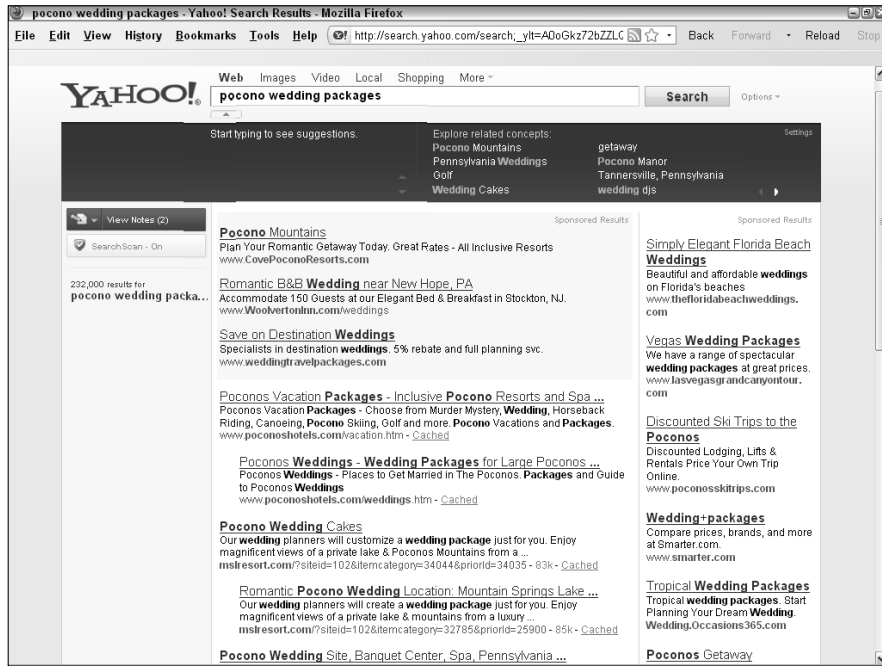 pocono wedding packages - Yahoo! Search Results - Mozilla Firefox
File Edit View History Bookmarks Tools Help http://search.yahoo.com/search;_ylt=A0oGkz72bZZLC Back Forward Reload Stop
Web Images Video Local Shopping More
YAHOO!
pocono wedding packages Search Options
Start typing to see suggestions.
Explore related concepts:
Settings
Pocono Mountains getaway
Pennsylvania Weddings Pocono Manor
Golf Tannersville, Pennsylvania
Wedding Cakes wedding djs
View Notes (2)
SearchScan - On
232,000 results for
pocono wedding packa...
Sponsored Results
Pocono Mountains
Plan Your Romantic Getaway Today. Great Rates - All Inclusive Resorts
www.CovePoconoResorts.com
Romantic B&B Wedding near New Hope, PA
Accommodate 150 Guests at our Elegant Bed & Breakfast in Stockton, NJ.
www.WoolvertonInn.com/weddings
Save on Destination Weddings
Specialists in destination weddings. 5% rebate and full planning svc.
www.weddingtravelpackages.com
Poconos Vacation Packages - Inclusive Pocono Resorts and Spa ...
Poconos Vacation Packages - Choose from Murder Mystery, Wedding, Horseback
Riding, Canoeing, Pocono Skiing, Golf and more. Pocono Vacations and Packages.
www.poconoshotels.com/vacation.htm - Cached
Poconos Weddings - Wedding Packages for Large Poconos ...
Poconos Weddings - Places to Get Married in The Poconos. Packages and Guide
to Poconos Weddings
www.poconoshotels.com/weddings.htm - Cached
Pocono Wedding Cakes
Our wedding planners will customize a wedding package just for you. Enjoy
magnificent views of a private lake & Poconos Mountains from a ...
mslresort.com/?siteid=102&itemcategory=34044&priorId=34035 - 83k - Cached
Romantic Pocono Wedding Location: Mountain Springs Lake ...
Our wedding planners will create a wedding package just for you. Enjoy
magnificent views of a private lake & mountains from a luxury ...
mslresort.com/?siteid=102&itemcategory=32785&priorId=25900 - 85k - Cached
Pocono Wedding Site, Banquet Center, Spa, Pennsylvania ...
Sponsored Results
Simply Elegant Florida Beach
Weddings
Beautiful and affordable weddings
on Florida's beaches
www.thefloridabeachweddings.
com
Vegas Wedding Packages
We have a range of spectacular
wedding packages at great prices.
www.lasvegasgrandcanyontour.
com
Discounted Ski Trips to the
Poconos
Discounted Lodging, Lifts &
Rentals Price Your Own Trip
Online.
www.poconosskitrips.com
Wedding+packages
Compare prices, brands, and more
at Smarter.com.
www.smarter.com
Tropical Wedding Packages
Tropical wedding packages. Start
Planning Your Dream Wedding.
Wedding.Occasions365.com
Poconos Getaway